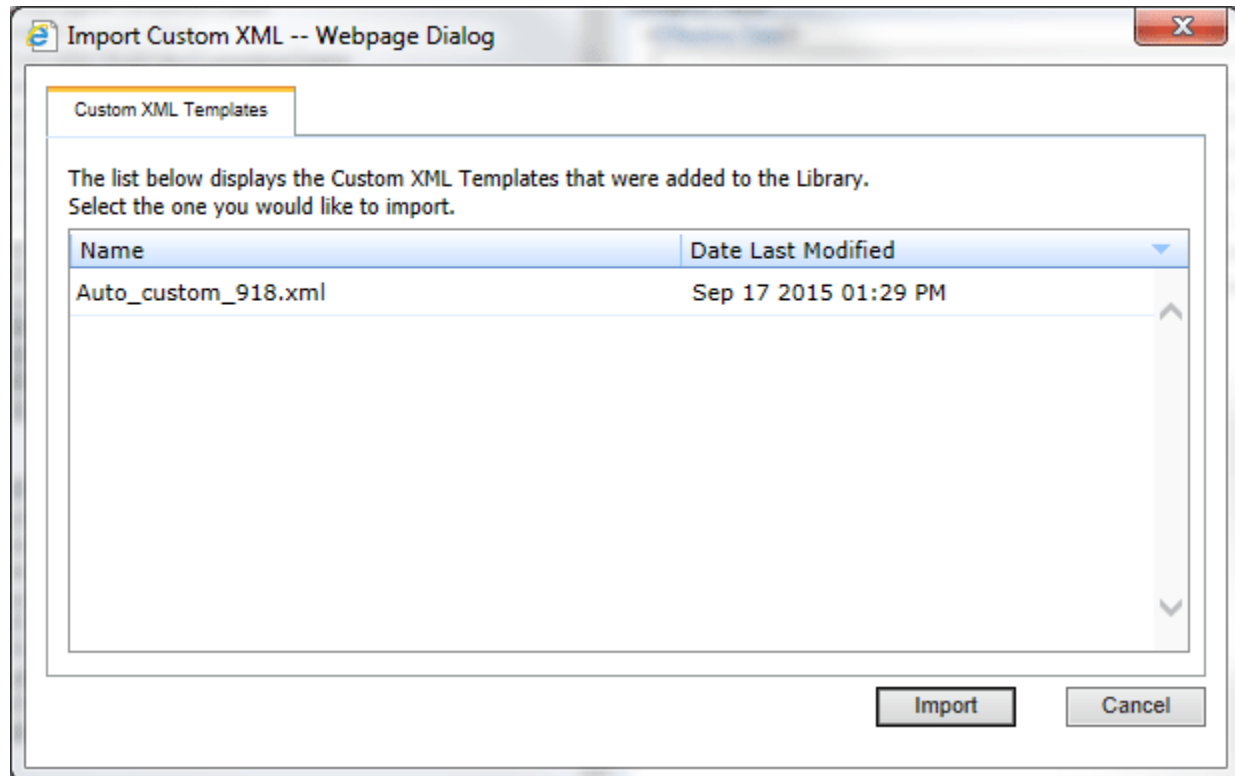 Import Custom XML -- Webpage Dialog
Custom XML Templates
The list below displays the Custom XML Templates that were added to the Library.
Select the one you would like to import.
Name Date Last Modified
Auto_custom_918.xml Sep 17 2015 01:29 PM
Import Cancel